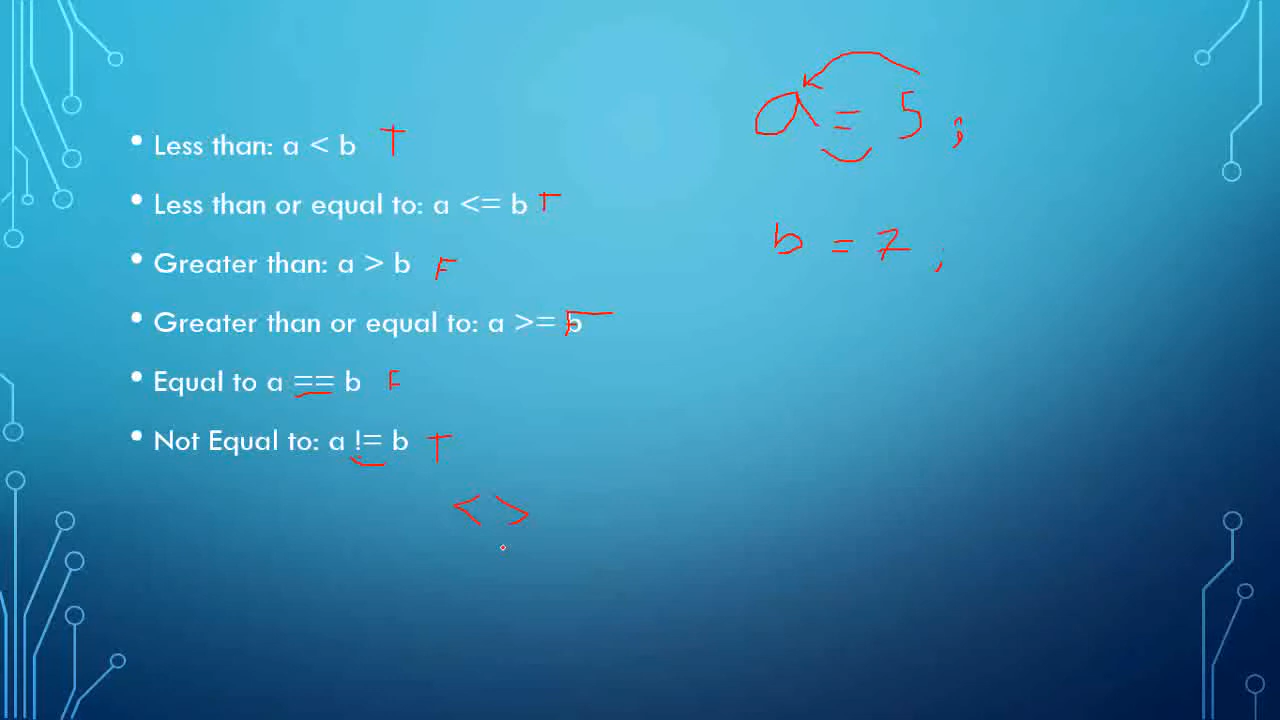 • Less than: a < b T
• Less than or equal to: a <= b T
• Greater than: a > b F
• Greater than or equal to: a >= b F
• Equal to a == b F
• Not Equal to: a != b T
< >
a = 5 ;
b = 7 ,